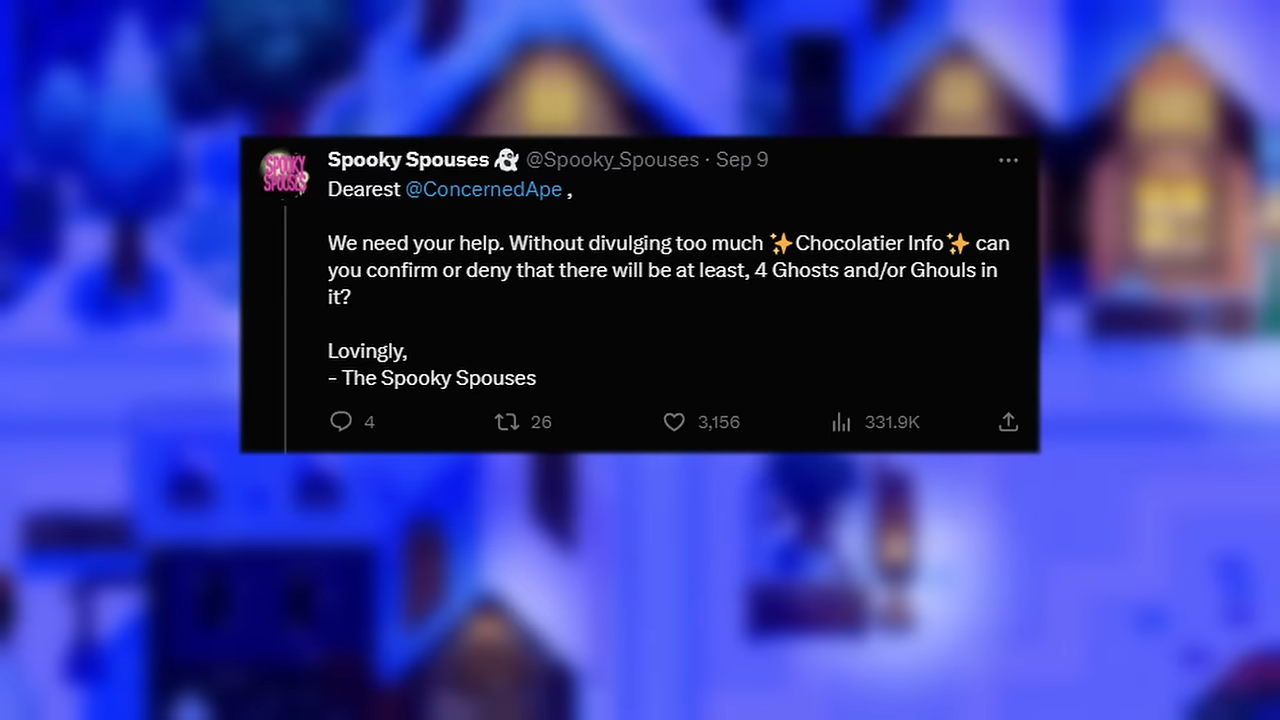 SPOOKY
SPOUSES
Spooky Spouses 👻 @Spooky_Spouses · Sep 9
Dearest @ConcernedApe ,
We need your help. Without divulging too much ✨Chocolatier Info✨ can
you confirm or deny that there will be at least, 4 Ghosts and/or Ghouls in
it?
Lovingly,
- The Spooky Spouses
4 26 3,156 331.9K